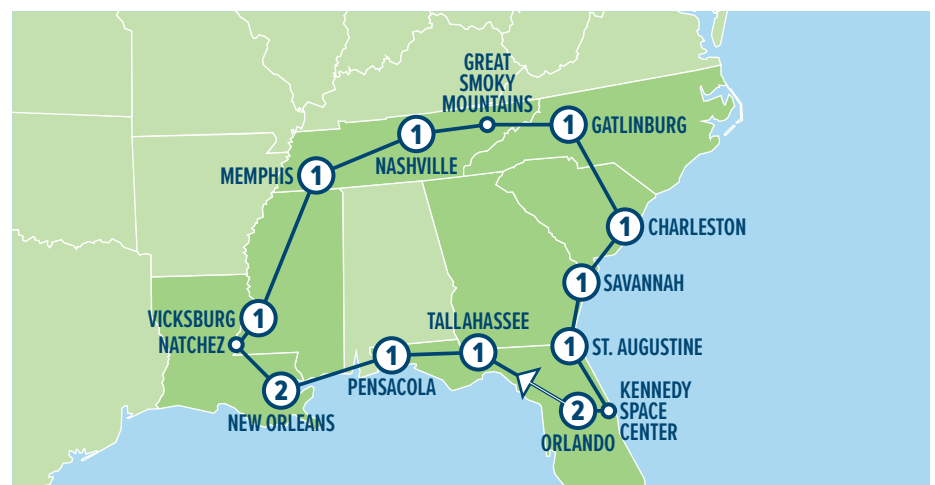 GREAT
SMOKY
MOUNTAINS
1
GATLINBURG
1
NASHVILLE
MEMPHIS
1
1
CHARLESTON
1
SAVANNAH
VICKSBURG
1
NATCHEZ
TALLAHASSEE
1
1
ST. AUGUSTINE
1
PENSACOLA
2
NEW ORLEANS
2
ORLANDO
KENNEDY
SPACE
CENTER